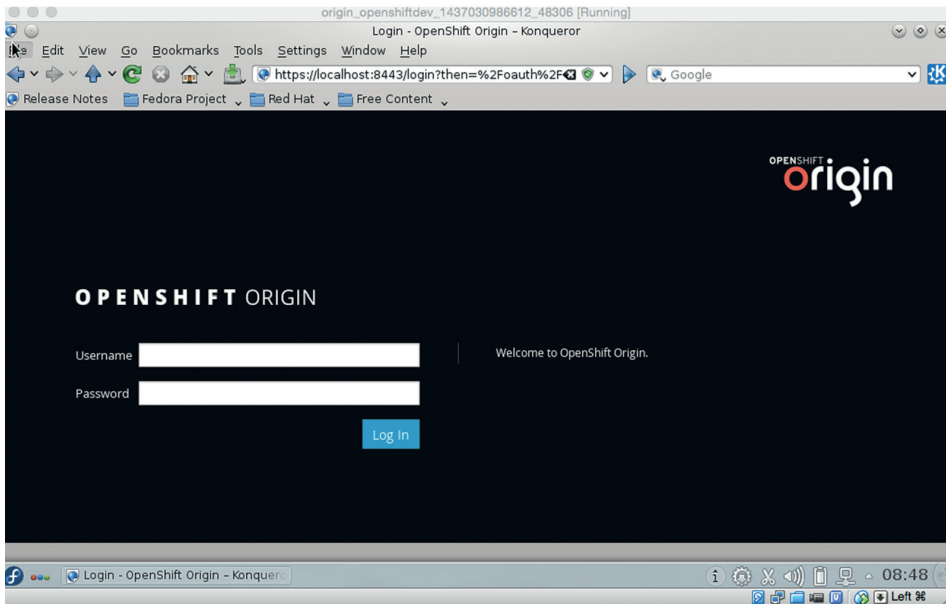 origin_openshiftdev_1437030986612_48306 [Running]
Login - OpenShift Origin – Konqueror
Edit View Go Bookmarks Tools Settings Window Help
https://localhost:8443/login?then=%2Foauth%2F Google
Release Notes Fedora Project Red Hat Free Content
OPENSHIFT
origin
OPENSHIFT ORIGIN
Username
Welcome to OpenShift Origin.
Password
Log In
Login - OpenShift Origin – Konquero
08:48
Left ⌘